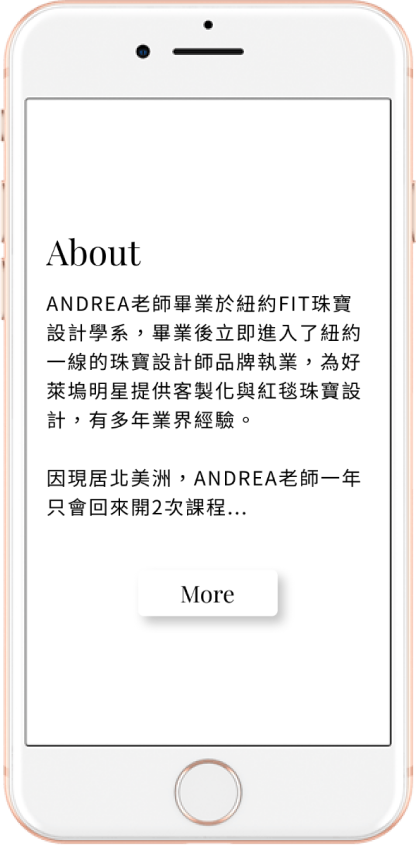 About
ANDREA老師畢業於紐約FIT珠寶
設計學系，畢業後立即進入了紐約
一線的珠寶設計師品牌執業，為好
萊塢明星提供客製化與紅毯珠寶設
計，有多年業界經驗。
因現居北美洲，ANDREA老師一年
只會回來開2次課程...
More